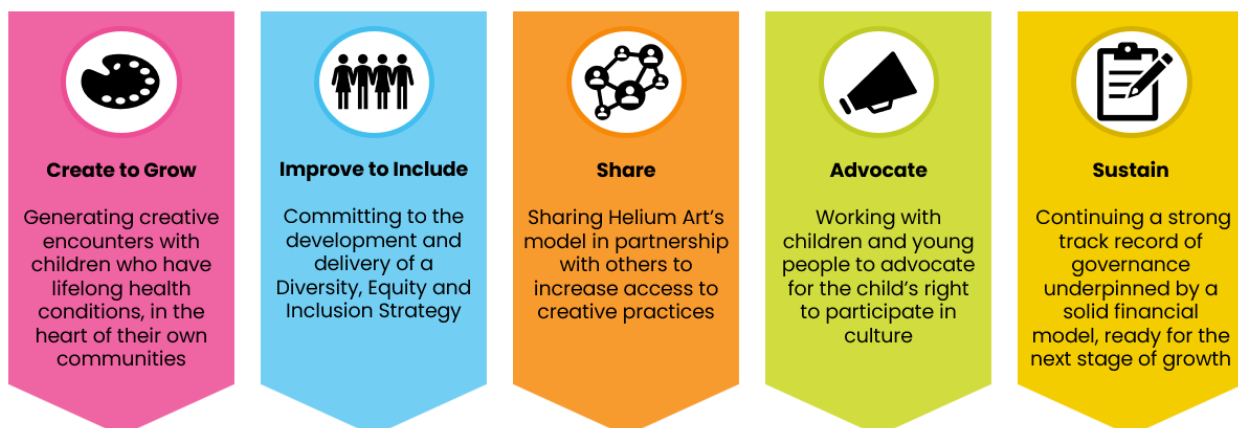 Create to Grow
Generating creative
encounters with
children who have
lifelong health
conditions, in the
heart of their own
communities
Improve to Include
Committing to the
development and
delivery of a
Diversity, Equity and
Inclusion Strategy
Share
Sharing Helium Art's
model in partnership
with others to
increase access to
creative practices
Advocate
Working with
children and young
people to advocate
for the child's right
to participate in
culture
Sustain
Continuing a strong
track record of
governance
underpinned by a
solid financial
model, ready for the
next stage of growth